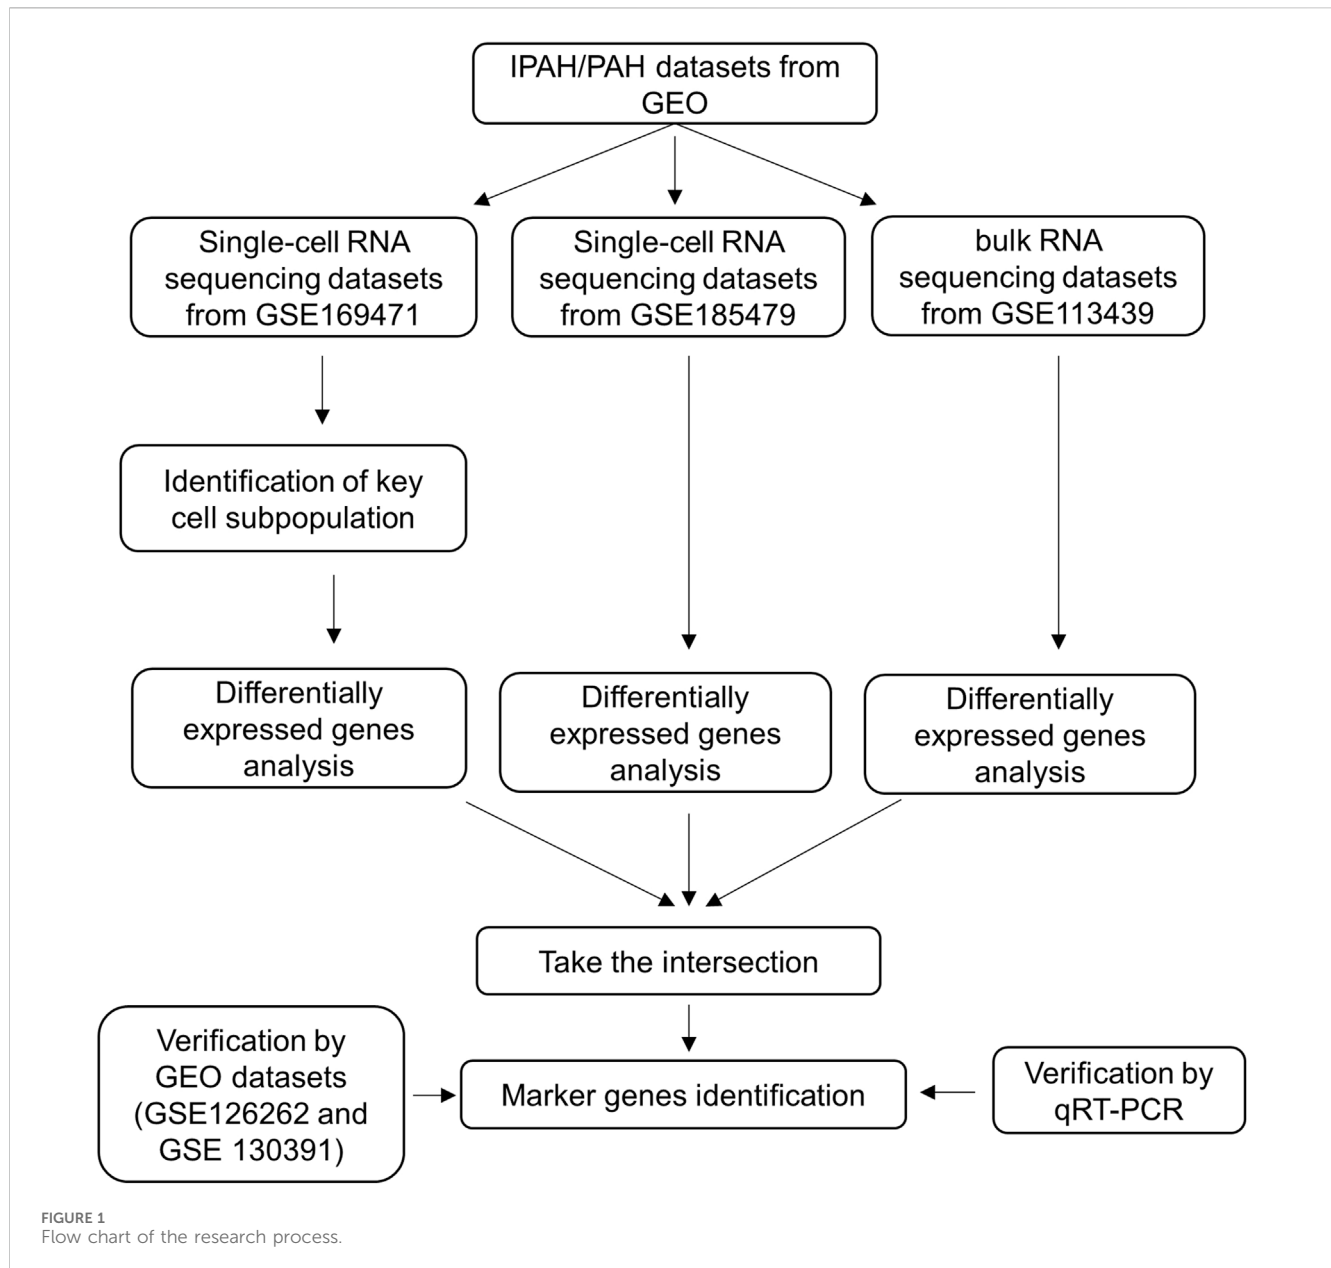 IPAH/PAH datasets from
GEO
Single-cell RNA
sequencing datasets
from GSE169471
Single-cell RNA
sequencing datasets
from GSE185479
bulk RNA
sequencing datasets
from GSE113439
Identification of key
cell subpopulation
Differentially
expressed genes
analysis
Differentially
expressed genes
analysis
Differentially
expressed genes
analysis
Take the intersection
Verification by
GEO datasets
(GSE126262 and
GSE 130391)
Marker genes identification
Verification by
qRT-PCR
FIGURE 1
Flow chart of the research process.